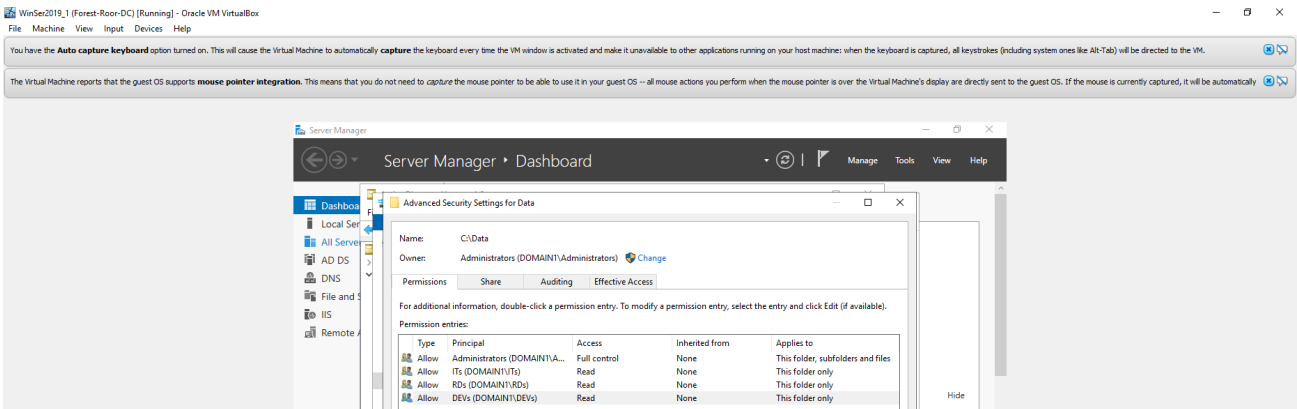 WinSer2019_1 (Forest-Roor-DC) [Running] - Oracle VM VirtualBox
File Machine View Input Devices Help
You have the Auto capture keyboard option turned on. This will cause the Virtual Machine to automatically capture the keyboard every time the VM window is activated and make it unavailable to other applications running on your host machine: when the keyboard is captured, all keystrokes (including system ones like Alt-Tab) will be directed to the VM.
The Virtual Machine reports that the guest OS supports mouse pointer integration. This means that you do not need to capture the mouse pointer to be able to use it in your guest OS -- all mouse actions you perform when the mouse pointer is over the Virtual Machine's display are directly sent to the guest OS. If the mouse is currently captured, it will be automatically
Server Manager
Server Manager • Dashboard
Manage Tools View Help
Dashboa
Local Ser
All Serve
AD DS
DNS
File and S
IIS
Remote A
Advanced Security Settings for Data
Name: C:\Data
Owner: Administrators (DOMAIN1\Administrators) Change
Permissions Share Auditing Effective Access
For additional information, double-click a permission entry. To modify a permission entry, select the entry and click Edit (if available).
Permission entries:
Type Principal Access Inherited from Applies to
Allow Administrators (DOMAIN1\A... Full control None This folder, subfolders and files
Allow ITs (DOMAIN1\ITs) Read None This folder only
Allow RDs (DOMAIN1\RDs) Read None This folder only
Allow DEVs (DOMAIN1\DEVs) Read None This folder only
Hide